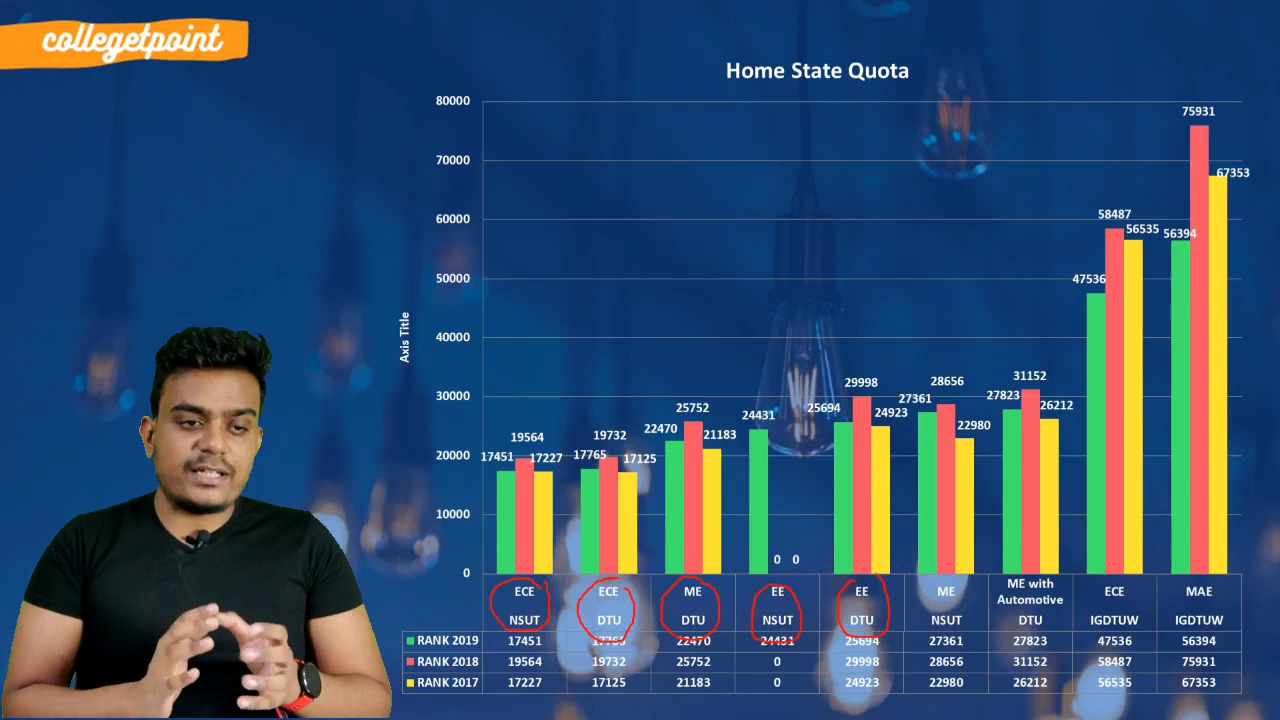 collegetpoint
Home State Quota
80000
70000
60000
50000
40000
30000
20000
10000
0
Axis Title
17451 19564 17227
17765 19732 17125
22470 25752 21183
24431 0 0
25694 29998 24923
27361 28656 22980
27823 31152 26212
47536 58487 56535
56394 75931 67353
ECE ECE ME EE EE ME ME with Automotive ECE MAE
NSUT DTU DTU NSUT DTU NSUT DTU IGDTUW IGDTUW
RANK 2019 17451 17765 22470 24431 25694 27361 27823 47536 56394
RANK 2018 19564 19732 25752 0 29998 28656 31152 58487 75931
RANK 2017 17227 17125 21183 0 24923 22980 26212 56535 67353